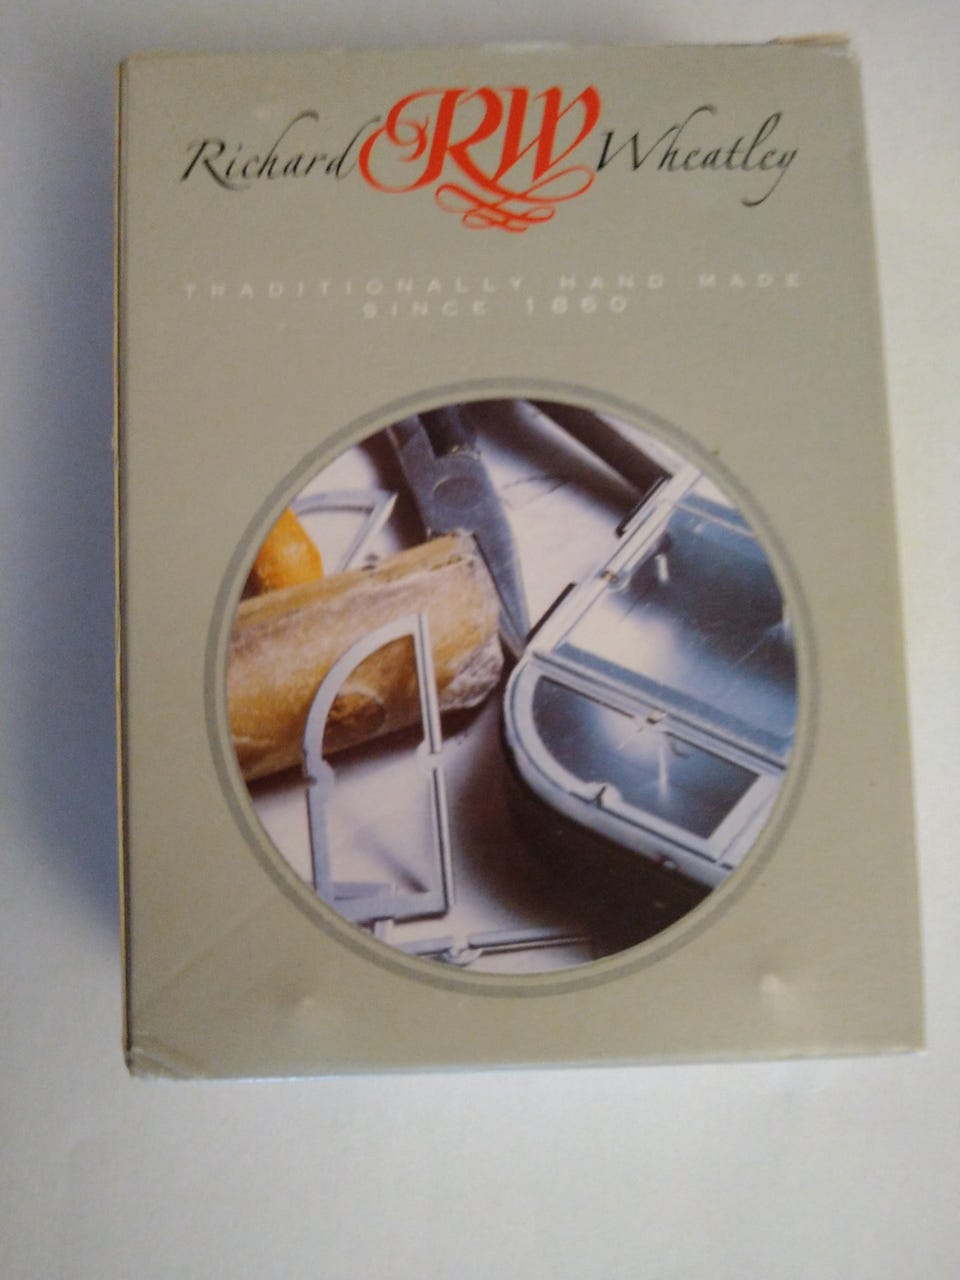 Richard RW Wheatley
TRADITIONALLY HAND MADE
SINCE 1860